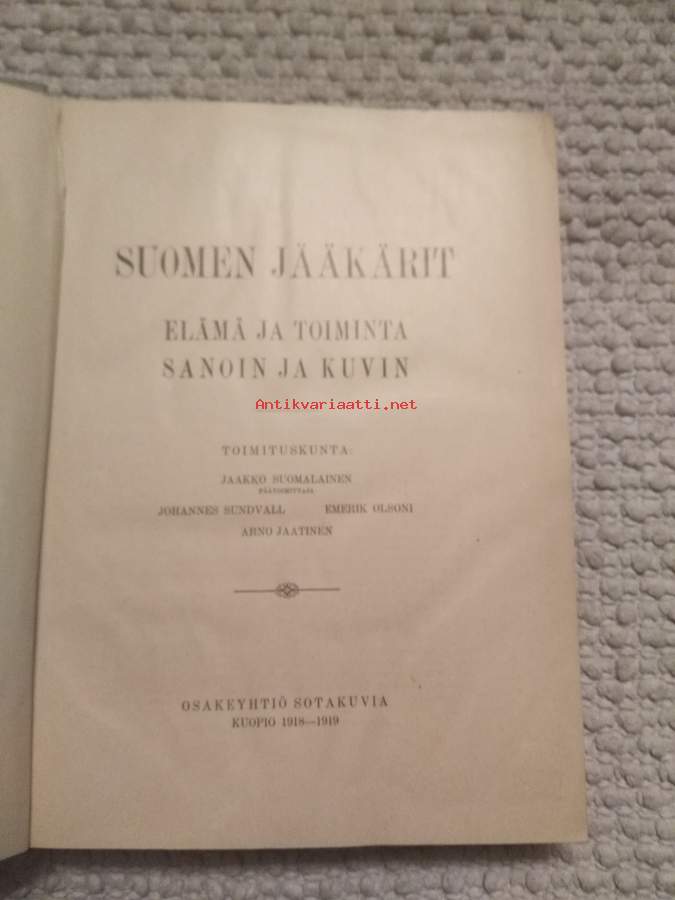 SUOMEN JÄÄKÄRIT
ELÄMÄ JA TOIMINTA
SANOIN JA KUVIN
Antikvariaatti.net
TOIMITUSKUNTA:
JAAKKO SUOMALAINEN
PÄÄTOIMITTAJA
JOHANNES SUNDVALL EMERIK OLSONI
ARNO JAATINEN
OSAKEYHTIÖ SOTAKUVIA
KUOPIO 1918—1919